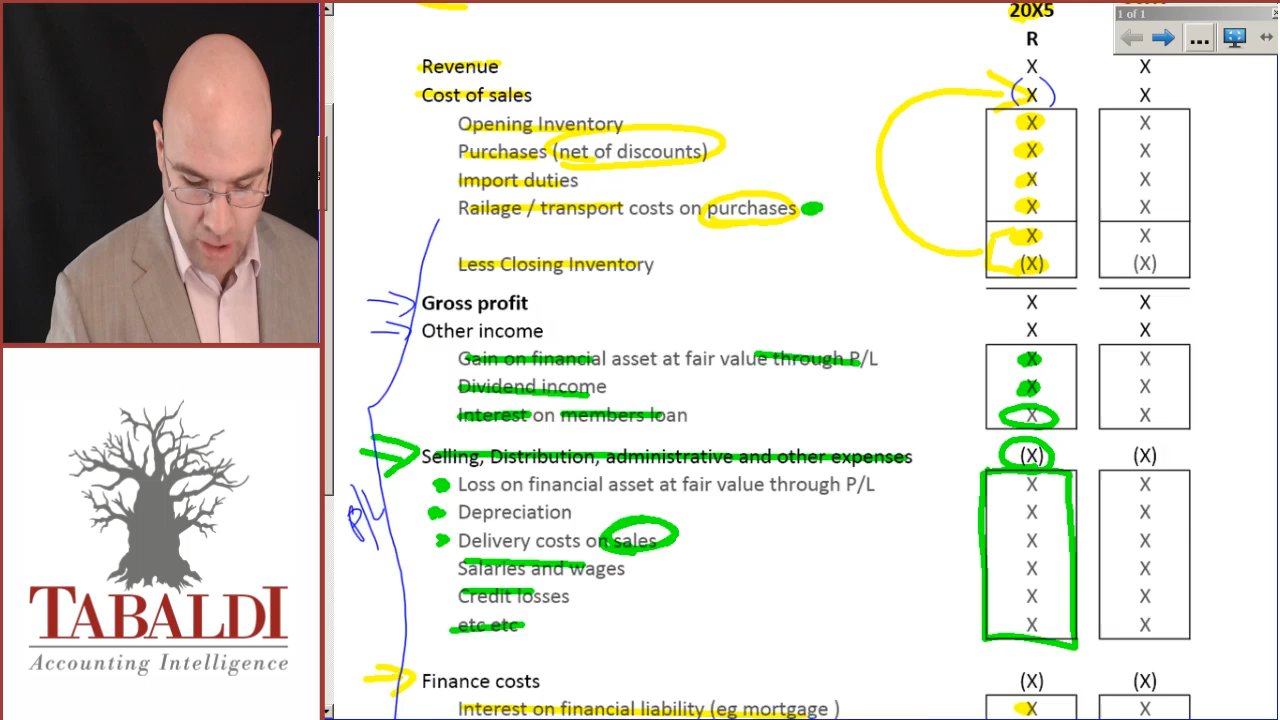 20X5
1 of 1
R
Revenue X X
Cost of sales (X) X
Opening Inventory X X
Purchases (net of discounts) X X
Import duties X X
Railage / transport costs on purchases X X
X X
Less Closing Inventory (X) (X)
Gross profit X X
Other income X X
Gain on financial asset at fair value through P/L X X
Dividend income X X
Interest on members loan X X
Selling, Distribution, administrative and other expenses (X) (X)
Loss on financial asset at fair value through P/L X X
Depreciation X X
Delivery costs on sales X X
Salaries and wages X X
Credit losses X X
etc etc X X
P/L
Finance costs (X) (X)
Interest on financial liability (eg mortgage ) X X
TABALDI
Accounting Intelligence